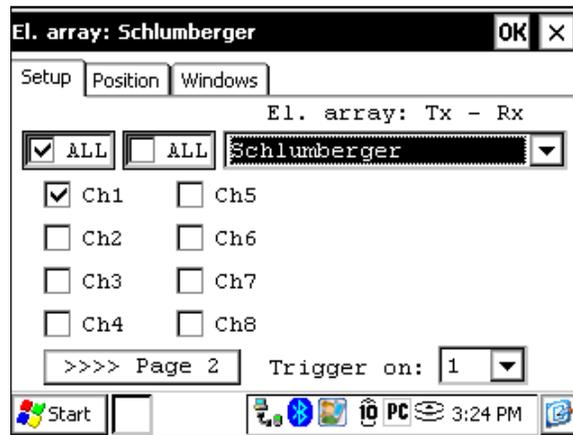 El. array: Schlumberger OK ×
Setup Position Windows
El. array: Tx - Rx
ALL ALL Schlumberger
Ch1 Ch5
Ch2 Ch6
Ch3 Ch7
Ch4 Ch8
>>>> Page 2 Trigger on: 1
Start PC 3:24 PM